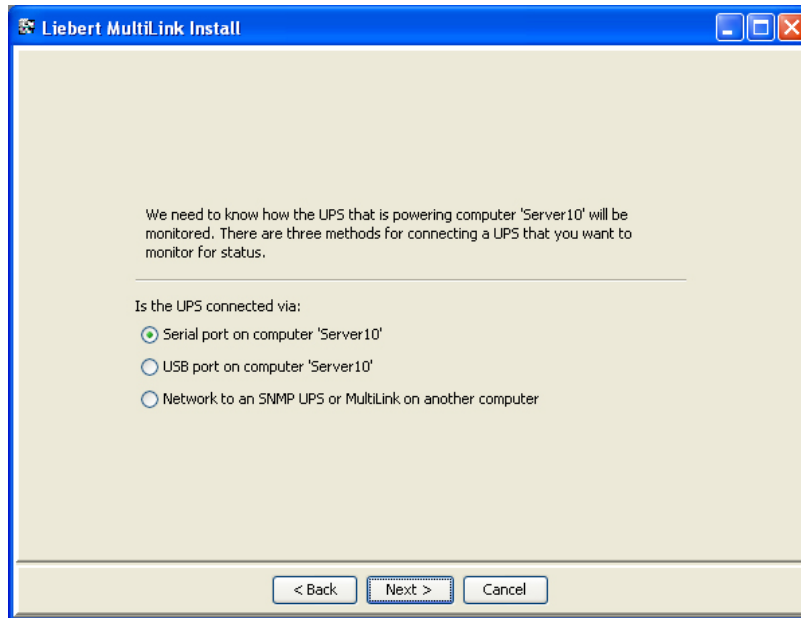 Liebert MultiLink Install
We need to know how the UPS that is powering computer 'Server10' will be
monitored. There are three methods for connecting a UPS that you want to
monitor for status.
Is the UPS connected via:
Serial port on computer 'Server10'
USB port on computer 'Server10'
Network to an SNMP UPS or MultiLink on another computer
< Back Next > Cancel